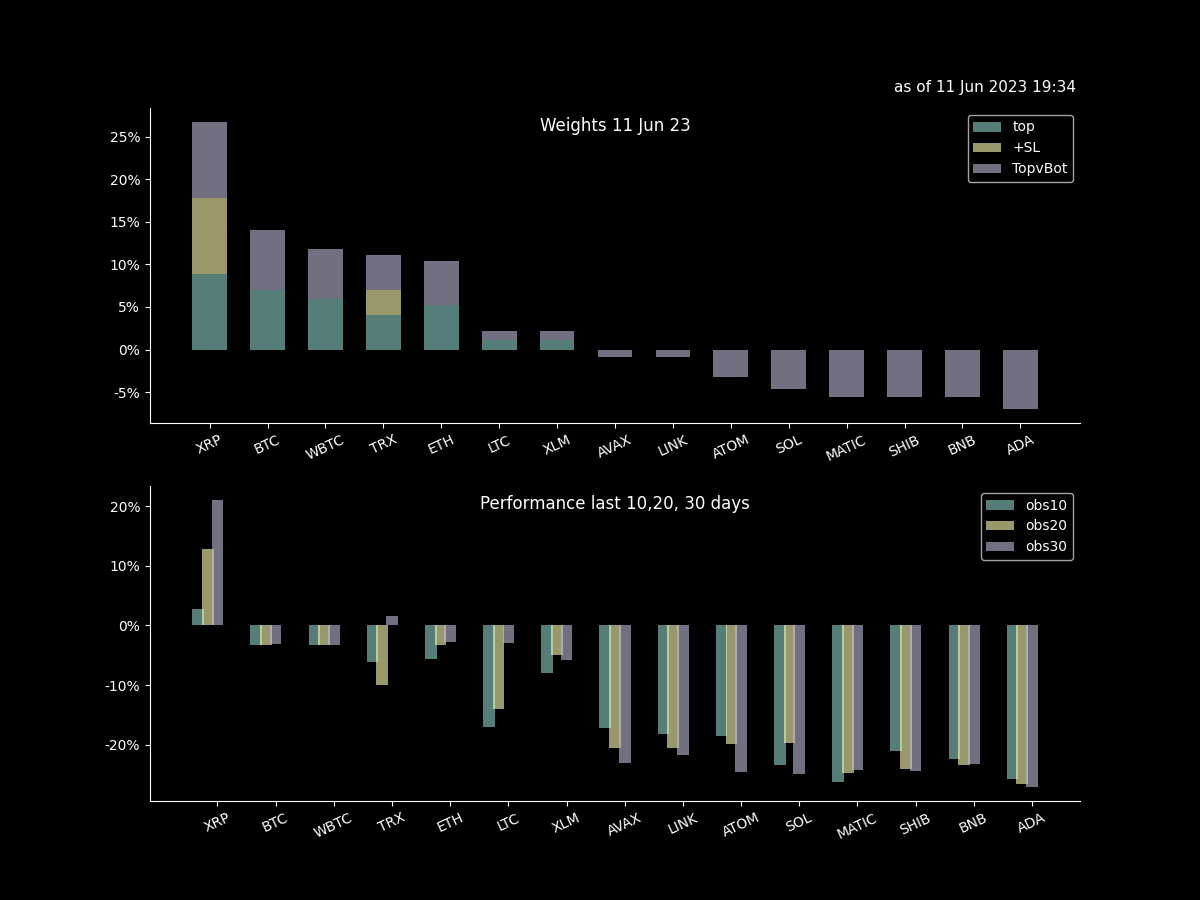 as of 11 Jun 2023 19:34
Weights 11 Jun 23
top
+SL
TopvBot
25%
20%
15%
10%
5%
0%
-5%
XRP BTC WBTC TRX ETH LTC XLM AVAX LINK ATOM SOL MATIC SHIB BNB ADA
Performance last 10,20, 30 days
obs10
obs20
obs30
20%
10%
0%
-10%
-20%
XRP BTC WBTC TRX ETH LTC XLM AVAX LINK ATOM SOL MATIC SHIB BNB ADA